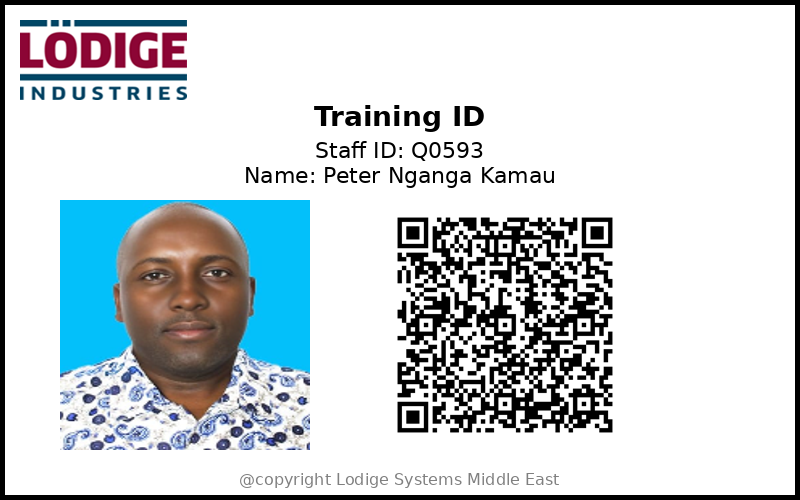 LÖDIGE
INDUSTRIES
Training ID
Staff ID: Q0593
Name: Peter Nganga Kamau
@copyright Lodige Systems Middle East